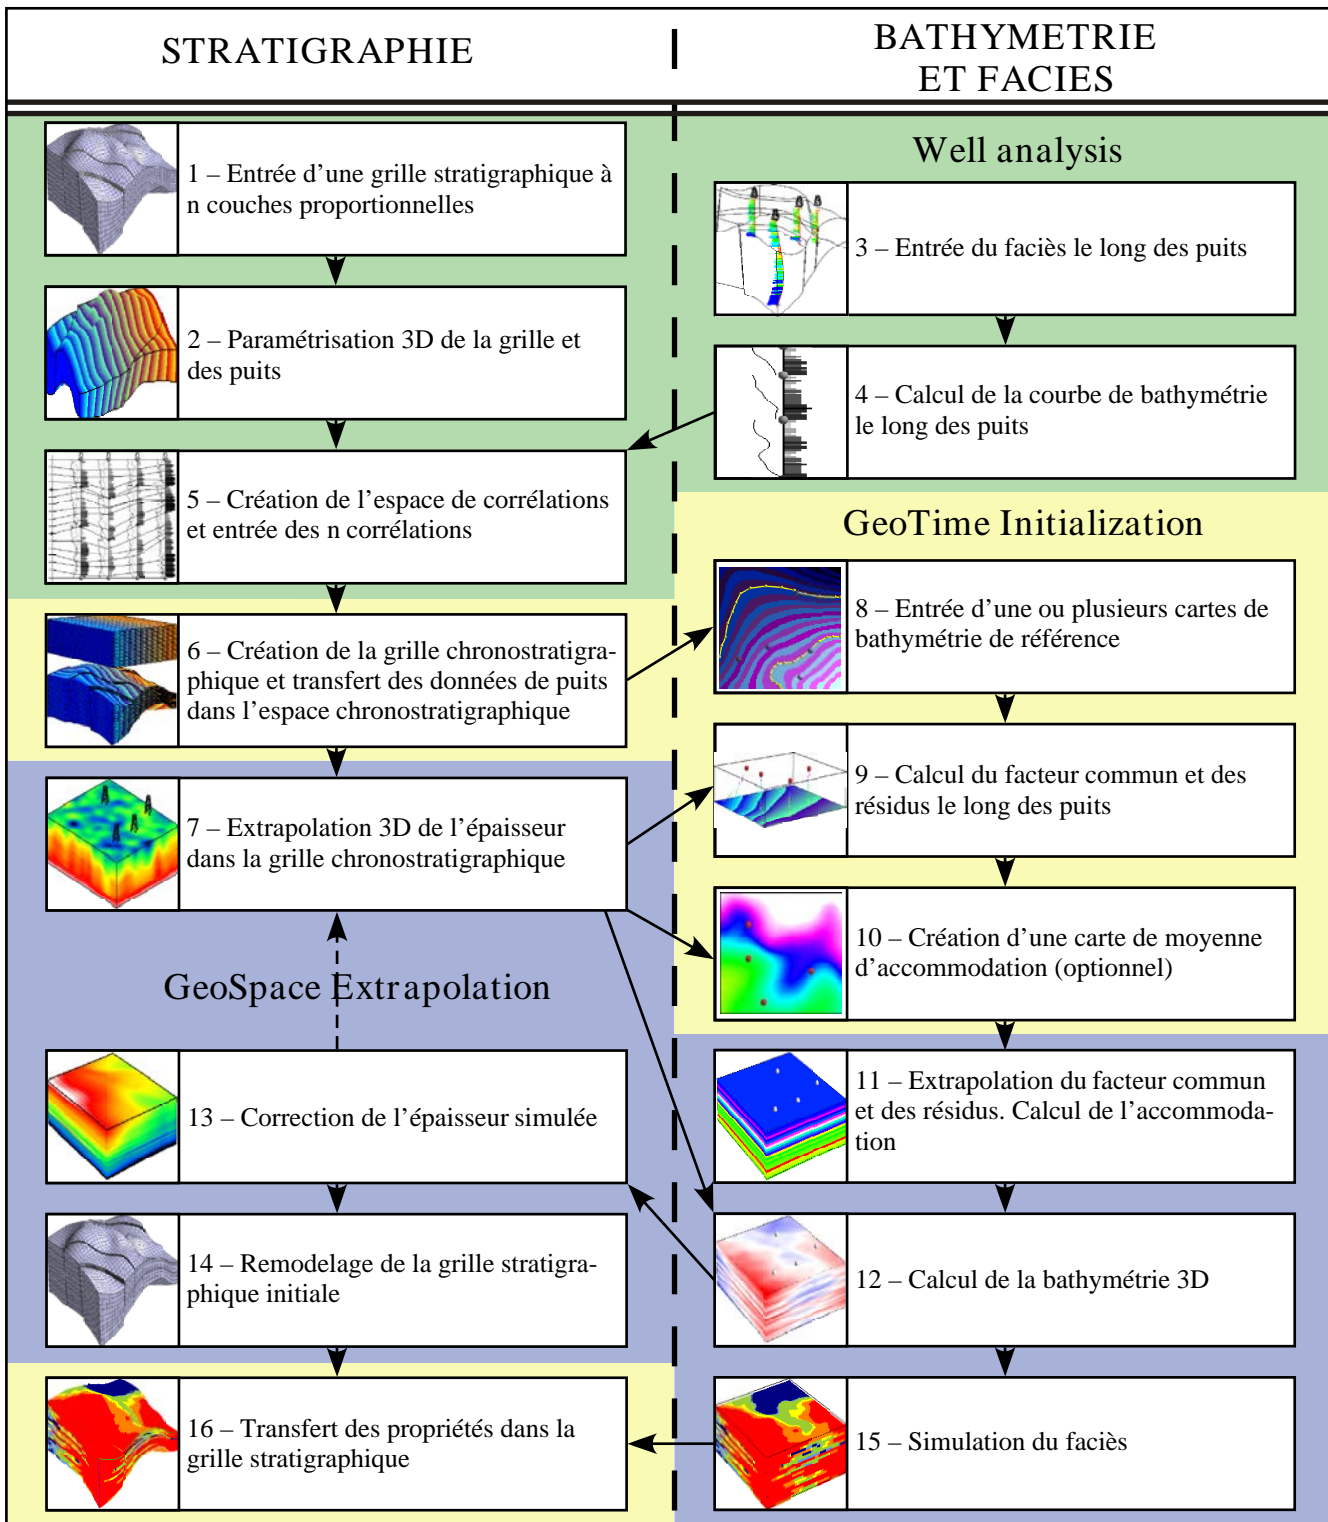 STRATIGRAPHIE
BATHYMETRIE
ET FACIES
Well analysis
1 – Entrée d’une grille stratigraphique à
n couches proportionnelles
3 – Entrée du faciès le long des puits
2 – Paramétrisation 3D de la grille et
des puits
4 – Calcul de la courbe de bathymétrie
le long des puits
5 – Création de l’espace de corrélations
et entrée des n corrélations
GeoTime Initialization
6 – Création de la grille chronostratigra-
phique et transfert des données de puits
dans l’espace chronostratigraphique
8 – Entrée d’une ou plusieurs cartes de
bathymétrie de référence
7 – Extrapolation 3D de l’épaisseur
dans la grille chronostratigraphique
9 – Calcul du facteur commun et des
résidus le long des puits
10 – Création d’une carte de moyenne
d’accommodation (optionnel)
GeoSpace Extrapolation
11 – Extrapolation du facteur commun
et des résidus. Calcul de l’accommoda-
tion
13 – Correction de l’épaisseur simulée
12 – Calcul de la bathymétrie 3D
14 – Remodelage de la grille stratigra-
phique initiale
15 – Simulation du faciès
16 – Transfert des propriétés dans la
grille stratigraphique